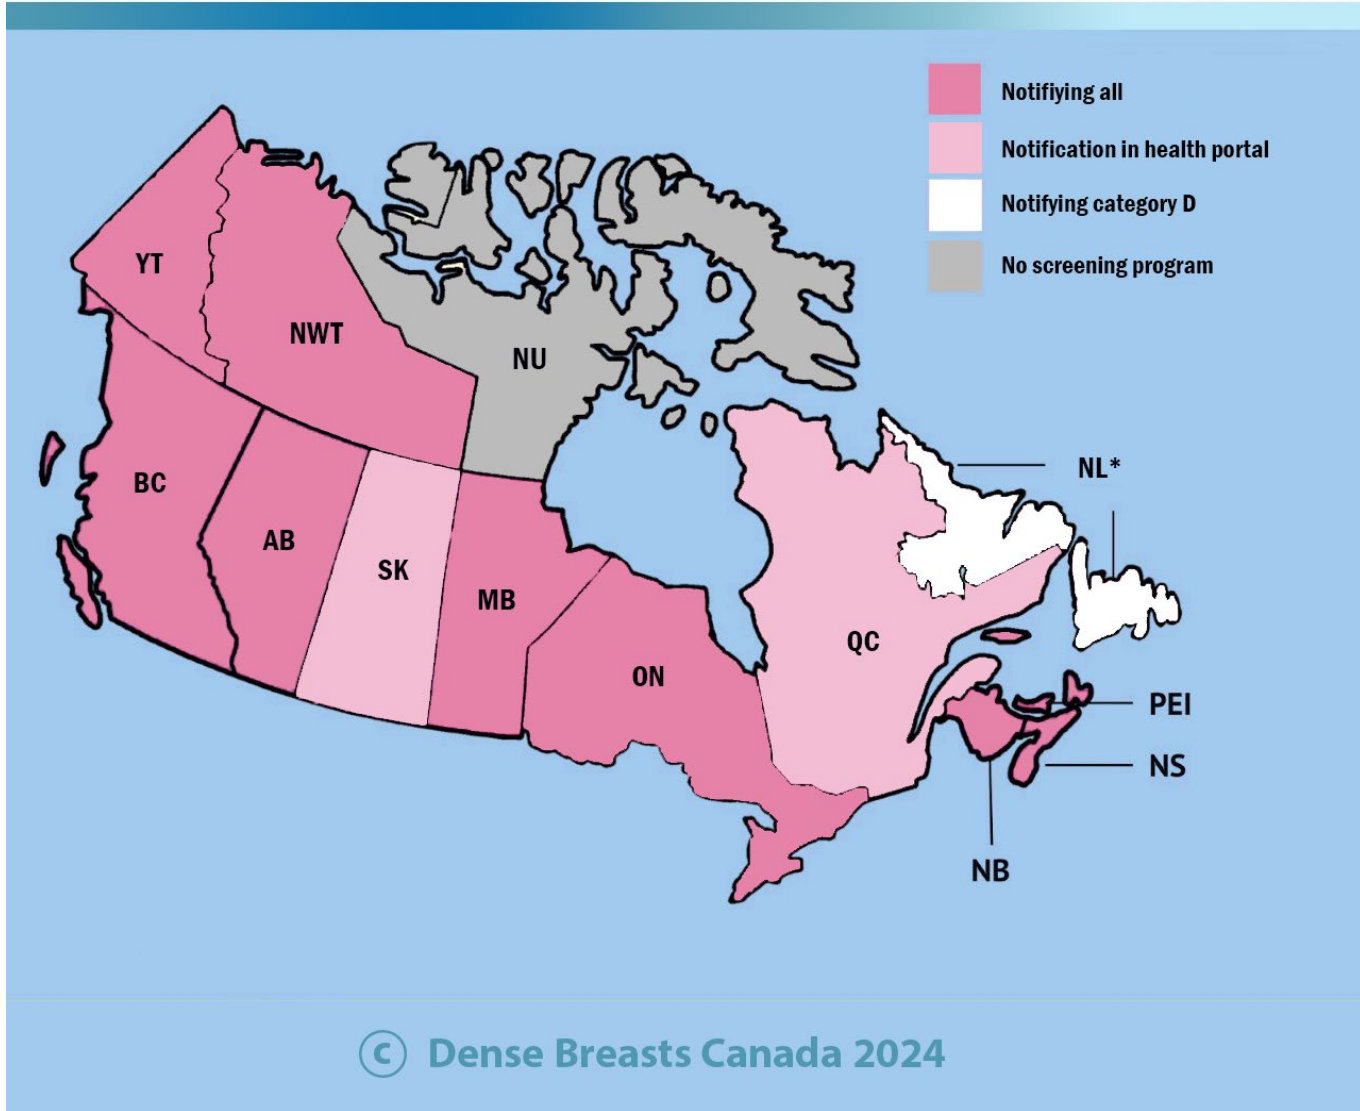 Notifiying all
Notification in health portal
Notifying category D
No screening program
YT
NWT
NU
BC
AB
SK
MB
ON
QC
NL*
PEI
NS
NB
© Dense Breasts Canada 2024